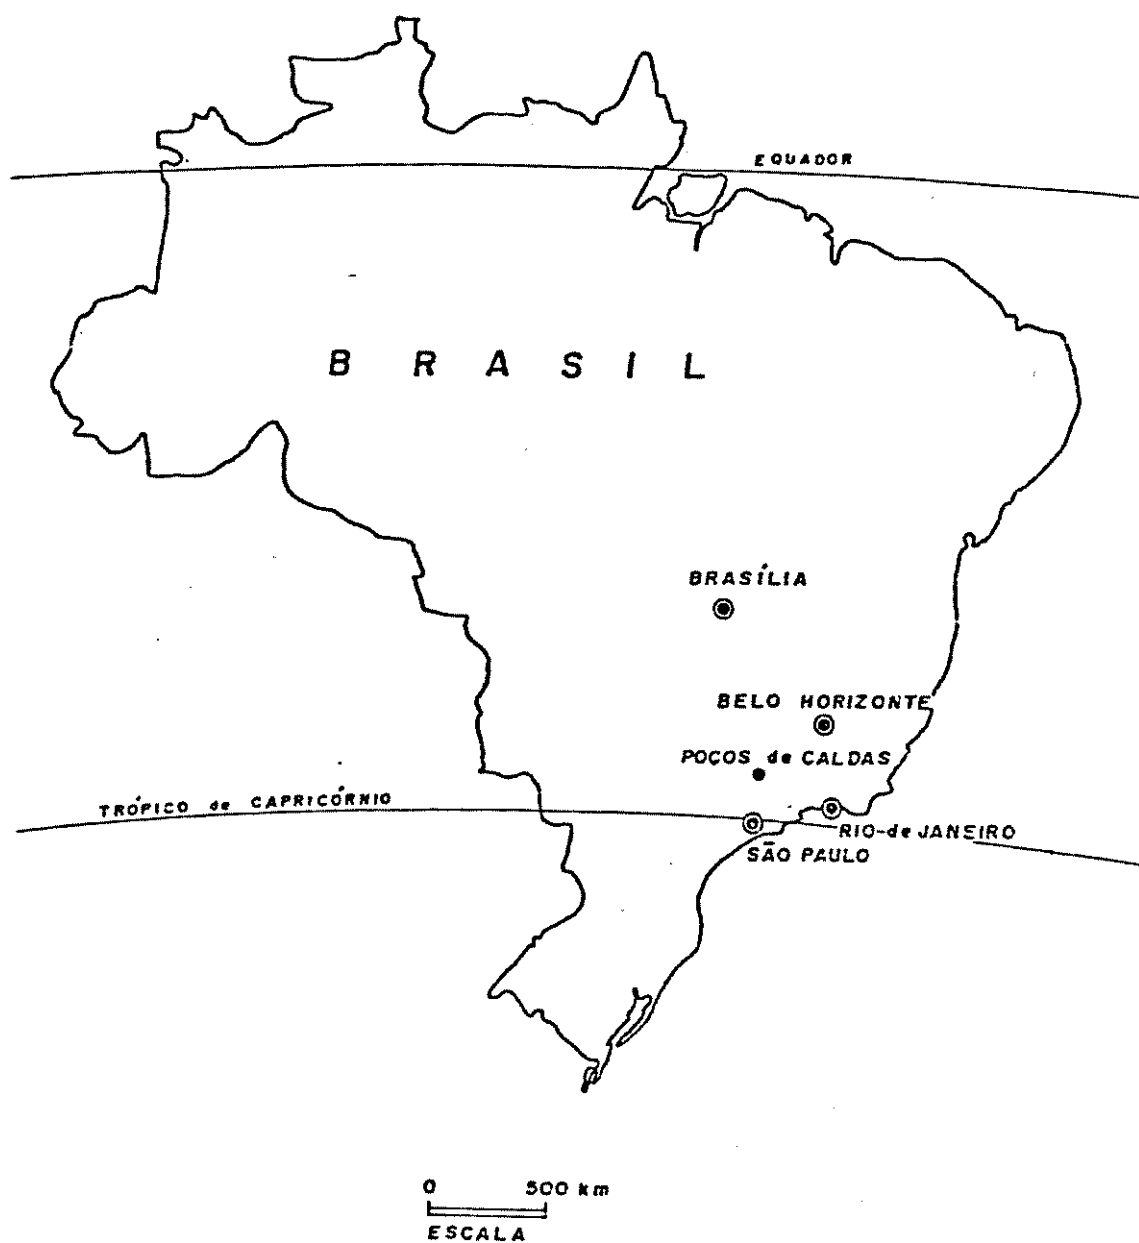 EQUADOR
B R A S I L
BRASÍLIA
BELO HORIZONTE
POÇOS de CALDAS
TRÓPICO de CAPRICÓRNIO
RIO-de JANEIRO
SÃO PAULO
0 500 km
ESCALA